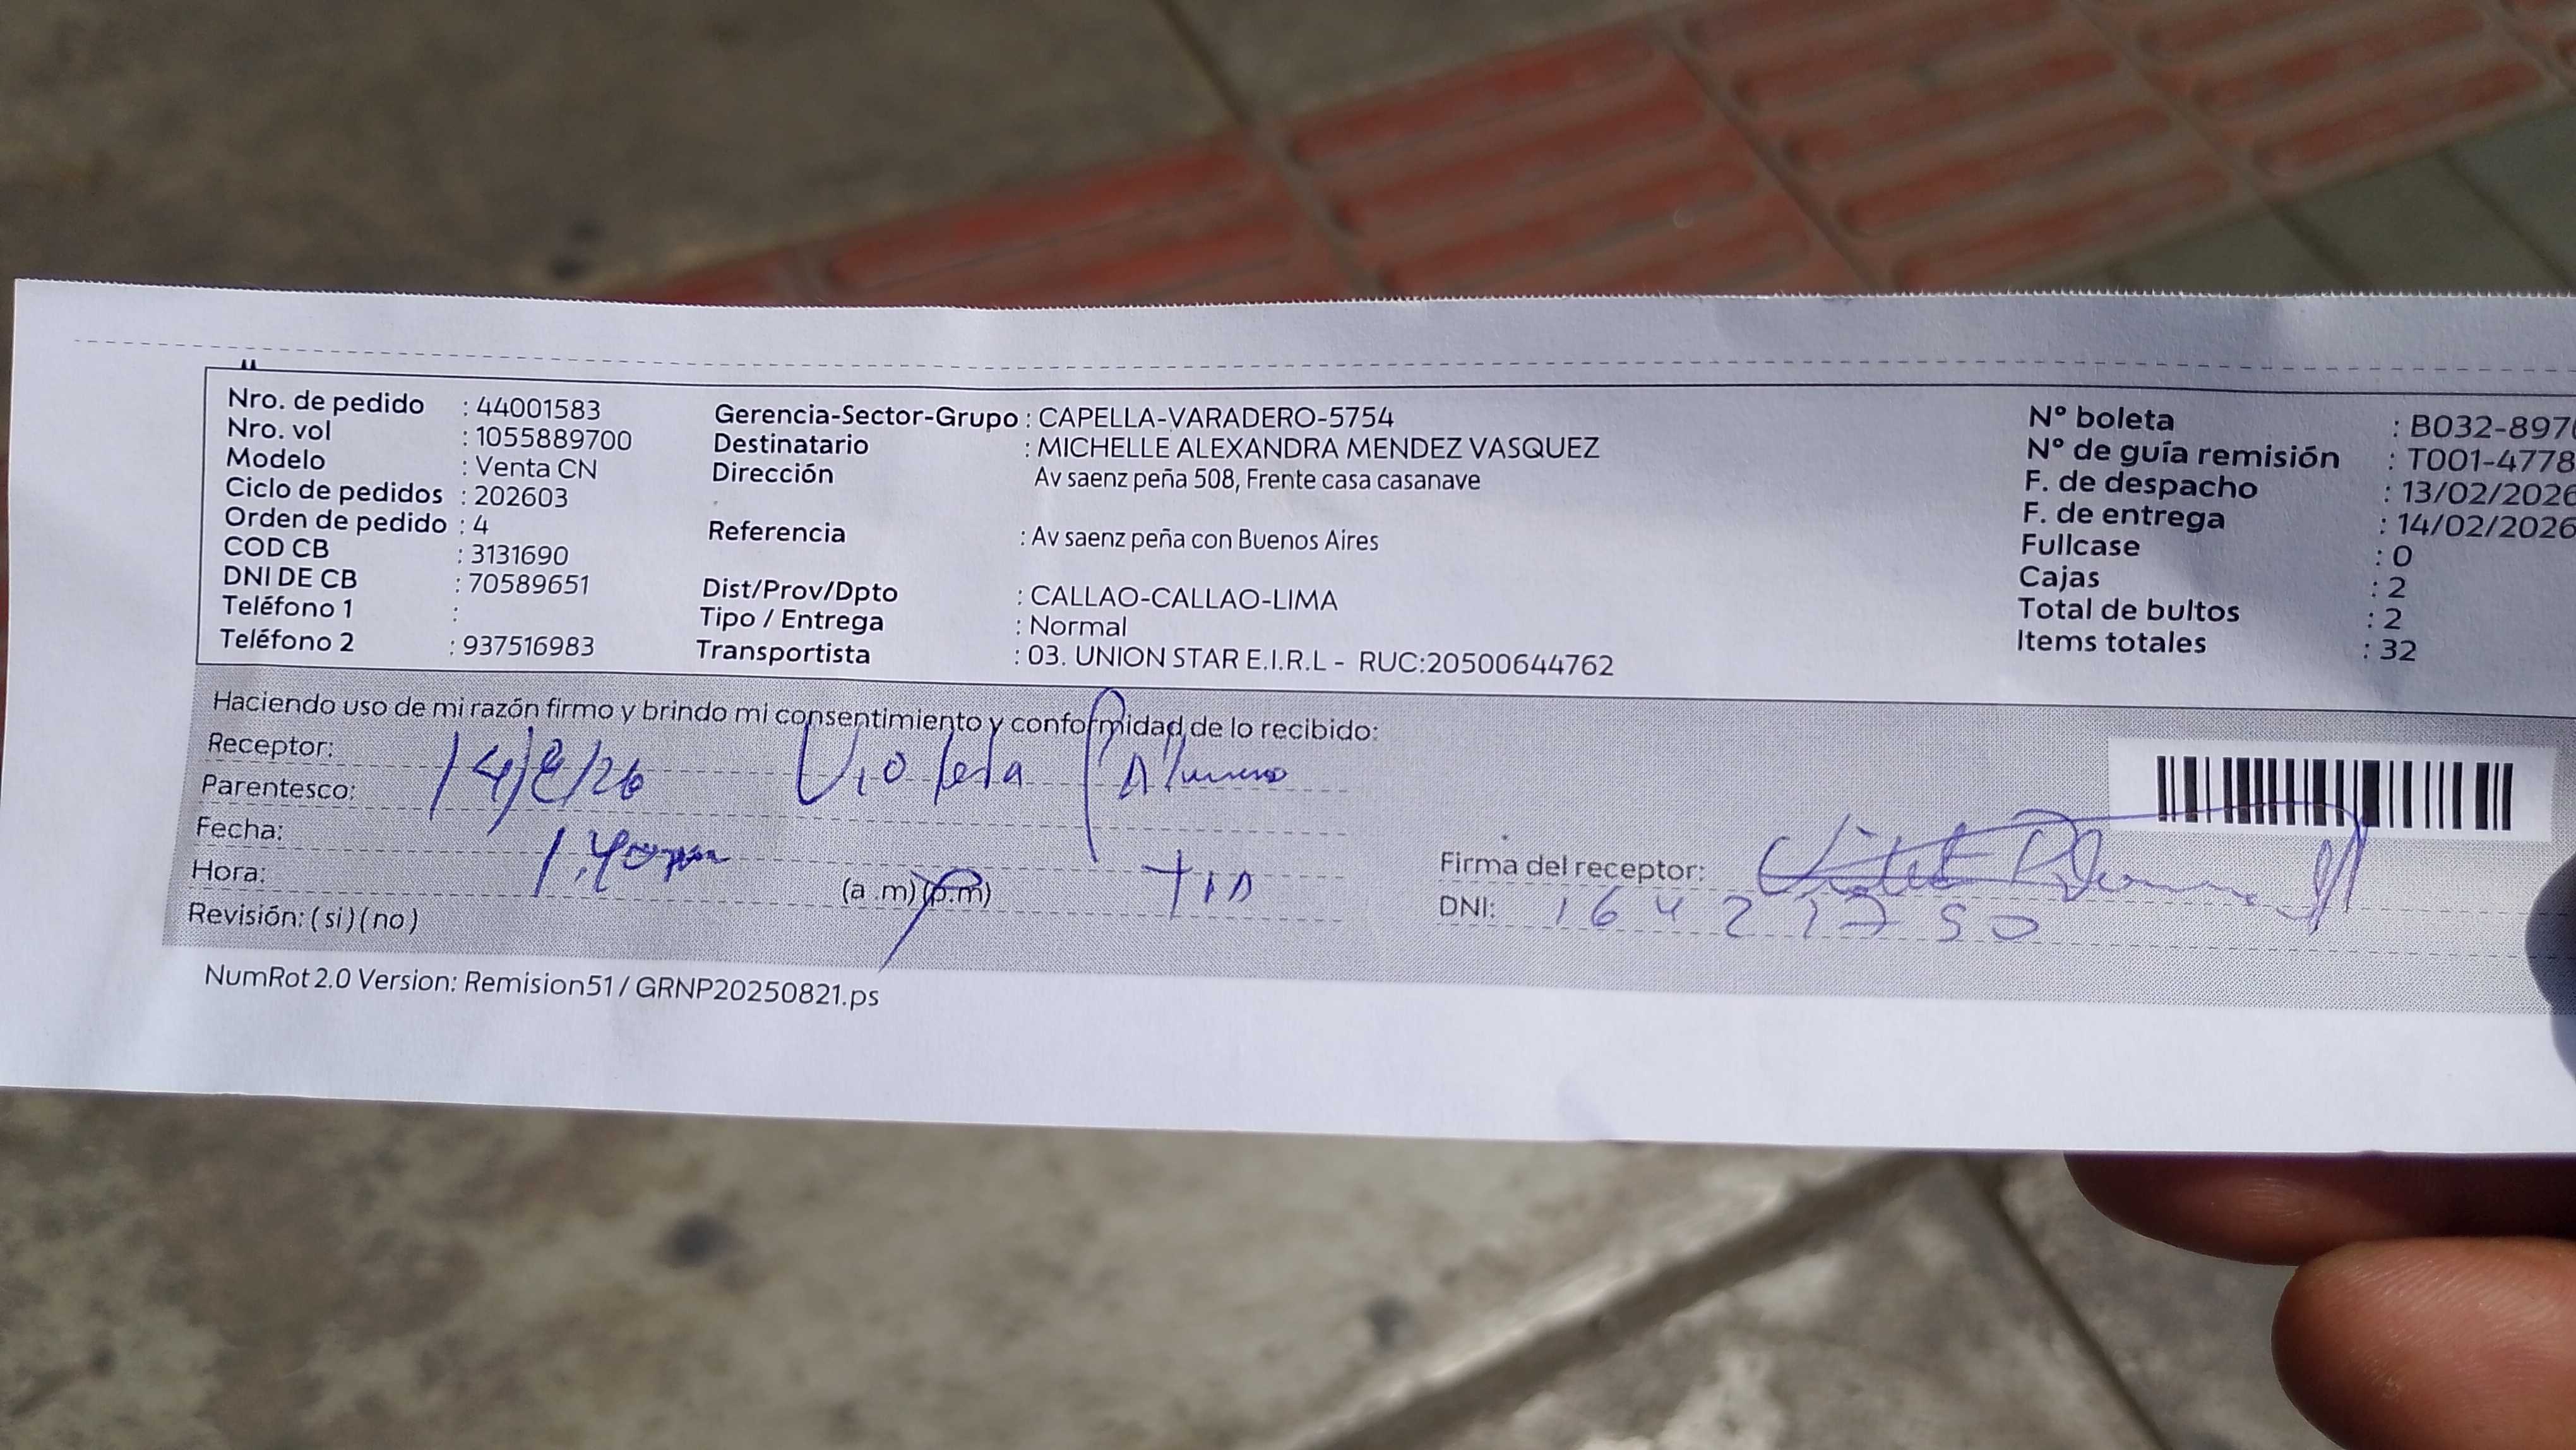 Nro. de pedido : 44001583
Nro. vol : 1055889700
Modelo : Venta CN
Ciclo de pedidos : 202603
Orden de pedido : 4
COD CB : 3131690
DNI DE CB : 70589651
Teléfono 1 :
Teléfono 2 : 937516983
Gerencia-Sector-Grupo : CAPELLA-VARADERO-5754
Destinatario : MICHELLE ALEXANDRA MENDEZ VASQUEZ
Dirección Av saenz peña 508, Frente casa casanave
Referencia : Av saenz peña con Buenos Aires
Dist/Prov/Dpto : CALLAO-CALLAO-LIMA
Tipo / Entrega : Normal
Transportista : 03. UNION STAR E.I.R.L - RUC:20500644762
Nº boleta : B032-897
Nº de guía remisión : T001-4778
F. de despacho : 13/02/2026
F. de entrega : 14/02/2026
Fullcase : 0
Cajas : 2
Total de bultos : 2
Items totales : 32
Haciendo uso de mi razón firmo y brindo mi consentimiento y conformidad de lo recibido:
Receptor: 14/2/26 Violeta
Parentesco:
Fecha: 1.40pm
Hora: (a .m)(p.m) TIA
Revisión: (si)(no)
Firma del receptor:
DNI: 16421750
NumRot 2.0 Version: Remision51 / GRNP20250821.ps